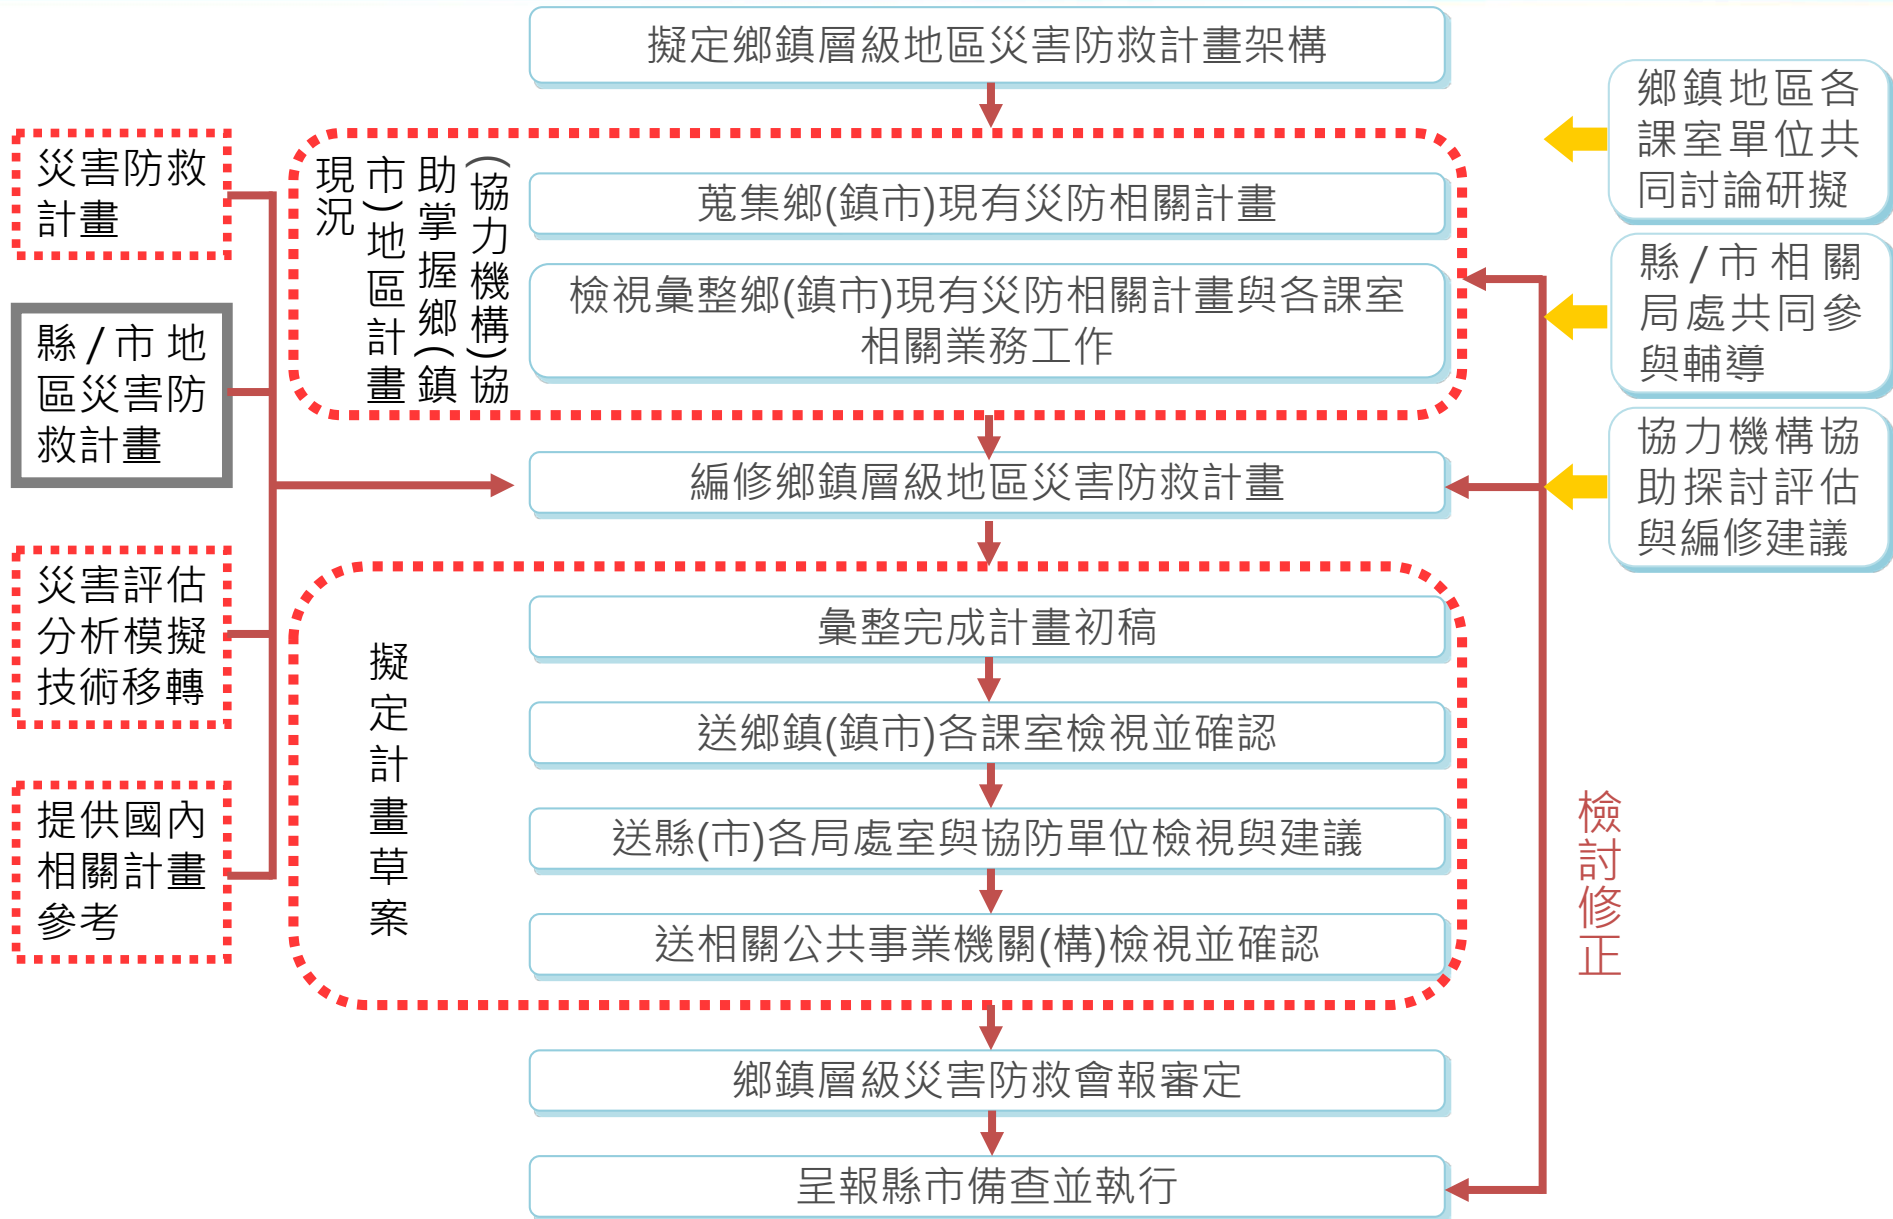 擬定鄉鎮層級地區災害防救計畫架構
災害防救
計畫
縣/市地
區災害防
救計畫
災害評估
分析模擬
技術移轉
提供國內
相關計畫
參考
(協力機構)協
助掌握鄉(鎮
市)地區計畫
現況
蒐集鄉(鎮市)現有災防相關計畫
檢視彙整鄉(鎮市)現有災防相關計畫與各課室
相關業務工作
編修鄉鎮層級地區災害防救計畫
擬定計畫草案
彙整完成計畫初稿
送鄉鎮(鎮市)各課室檢視並確認
送縣(市)各局處室與協防單位檢視與建議
送相關公共事業機關(構)檢視並確認
鄉鎮層級災害防救會報審定
呈報縣市備查並執行
鄉鎮地區各
課室單位共
同討論研擬
縣/市相關
局處共同參
與輔導
協力機構協
助探討評估
與編修建議
檢討修正